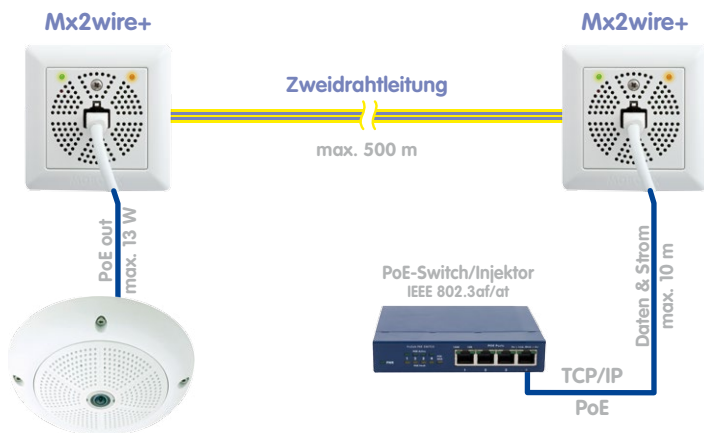 Mx2wire+
Mx2wire+
Zweidrahtleitung
max. 500 m
PoE out
max. 13 W
PoE-Switch/Injektor
IEEE 802.3af/at
Daten & Strom
max. 10 m
TCP/IP
PoE